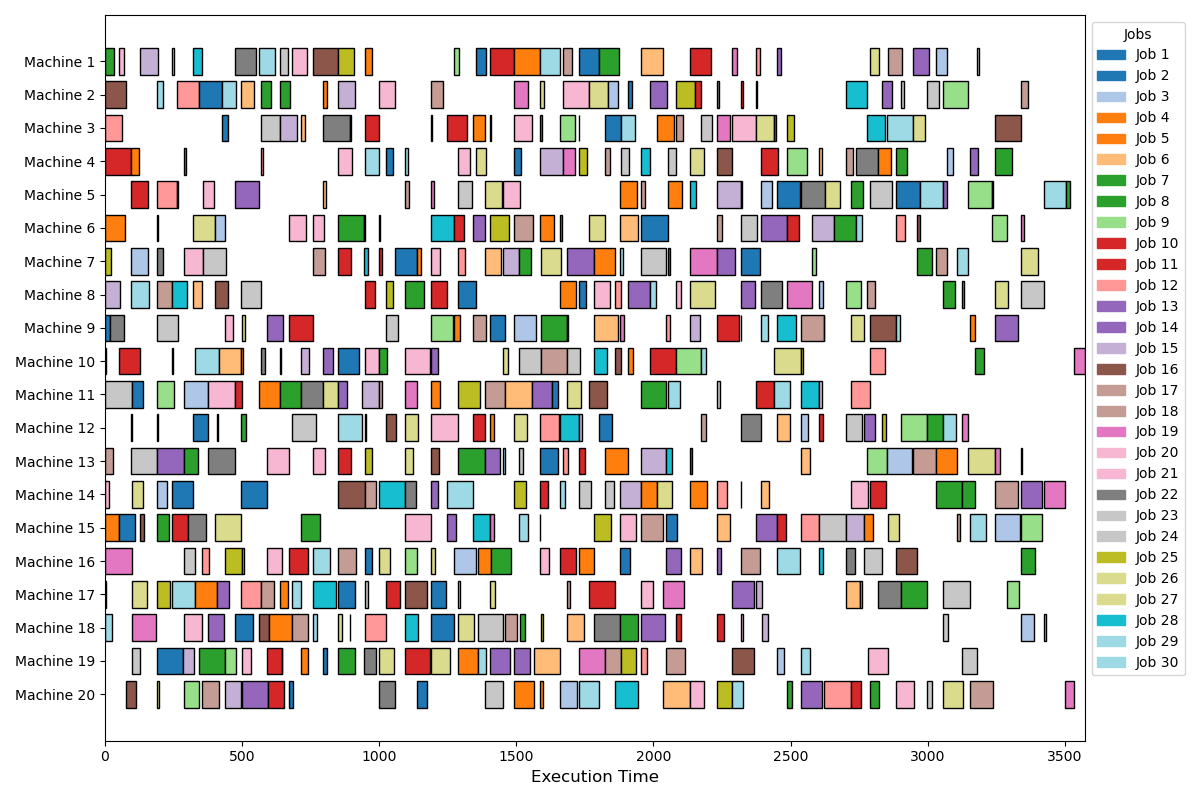 Machine 1
Machine 2
Machine 3
Machine 4
Machine 5
Machine 6
Machine 7
Machine 8
Machine 9
Machine 10
Machine 11
Machine 12
Machine 13
Machine 14
Machine 15
Machine 16
Machine 17
Machine 18
Machine 19
Machine 20
0 500 1000 1500 2000 2500 3000 3500
Execution Time
Jobs
Job 1
Job 2
Job 3
Job 4
Job 5
Job 6
Job 7
Job 8
Job 9
Job 10
Job 11
Job 12
Job 13
Job 14
Job 15
Job 16
Job 17
Job 18
Job 19
Job 20
Job 21
Job 22
Job 23
Job 24
Job 25
Job 26
Job 27
Job 28
Job 29
Job 30